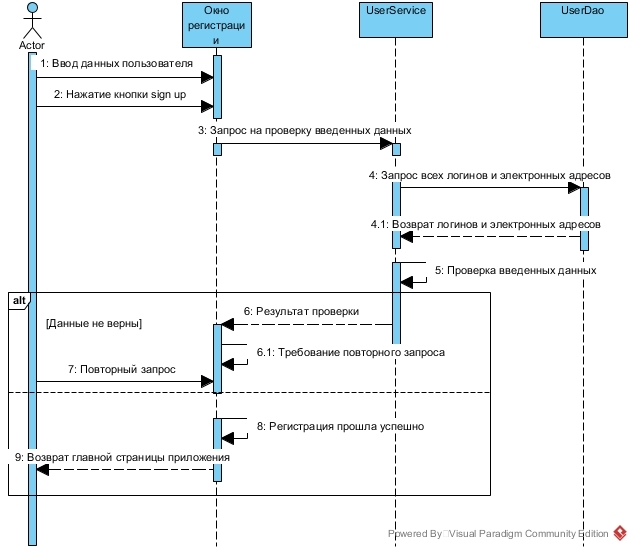 Окно
регистраци
и
UserService
UserDao
Actor
1: Ввод данных пользователя
2: Нажатие кнопки sign up
3: Запрос на проверку введенных данных
4: Запрос всех логинов и электронных адресов
4.1: Возврат логинов и электронных адресов
5: Проверка введенных данных
alt
6: Результат проверки
[Данные не верны]
6.1: Требование повторного запроса
7: Повторный запрос
8: Регистрация прошла успешно
9: Возврат главной страницы приложения
Powered By Visual Paradigm Community Edition